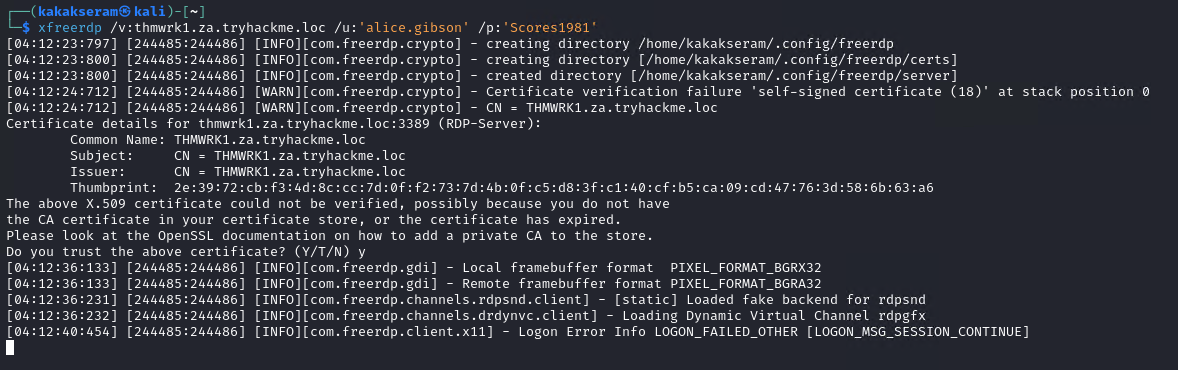 ┌──(kakakseram㉿kali)-[~]
└─$ xfreerdp /v:thmwrk1.za.tryhackme.loc /u:'alice.gibson' /p:'Scores1981'
[04:12:23:797] [244485:244486] [INFO][com.freerdp.crypto] - creating directory /home/kakakseram/.config/freerdp
[04:12:23:800] [244485:244486] [INFO][com.freerdp.crypto] - creating directory [/home/kakakseram/.config/freerdp/certs]
[04:12:23:800] [244485:244486] [INFO][com.freerdp.crypto] - created directory [/home/kakakseram/.config/freerdp/server]
[04:12:24:712] [244485:244486] [WARN][com.freerdp.crypto] - Certificate verification failure 'self-signed certificate (18)' at stack position 0
[04:12:24:712] [244485:244486] [WARN][com.freerdp.crypto] - CN = THMWRK1.za.tryhackme.loc
Certificate details for thmwrk1.za.tryhackme.loc:3389 (RDP-Server):
        Common Name: THMWRK1.za.tryhackme.loc
        Subject:     CN = THMWRK1.za.tryhackme.loc
        Issuer:      CN = THMWRK1.za.tryhackme.loc
        Thumbprint:  2e:39:72:cb:f3:4d:8c:cc:7d:0f:f2:73:7d:4b:0f:c5:d8:3f:c1:40:cf:b5:ca:09:cd:47:76:3d:58:6b:63:a6
The above X.509 certificate could not be verified, possibly because you do not have
the CA certificate in your certificate store, or the certificate has expired.
Please look at the OpenSSL documentation on how to add a private CA to the store.
Do you trust the above certificate? (Y/T/N) y
[04:12:36:133] [244485:244486] [INFO][com.freerdp.gdi] - Local framebuffer format  PIXEL_FORMAT_BGRX32
[04:12:36:133] [244485:244486] [INFO][com.freerdp.gdi] - Remote framebuffer format PIXEL_FORMAT_BGRA32
[04:12:36:231] [244485:244486] [INFO][com.freerdp.channels.rdpsnd.client] - [static] Loaded fake backend for rdpsnd
[04:12:36:232] [244485:244486] [INFO][com.freerdp.channels.drdynvc.client] - Loading Dynamic Virtual Channel rdpgfx
[04:12:40:454] [244485:244486] [INFO][com.freerdp.client.x11] - Logon Error Info LOGON_FAILED_OTHER [LOGON_MSG_SESSION_CONTINUE]